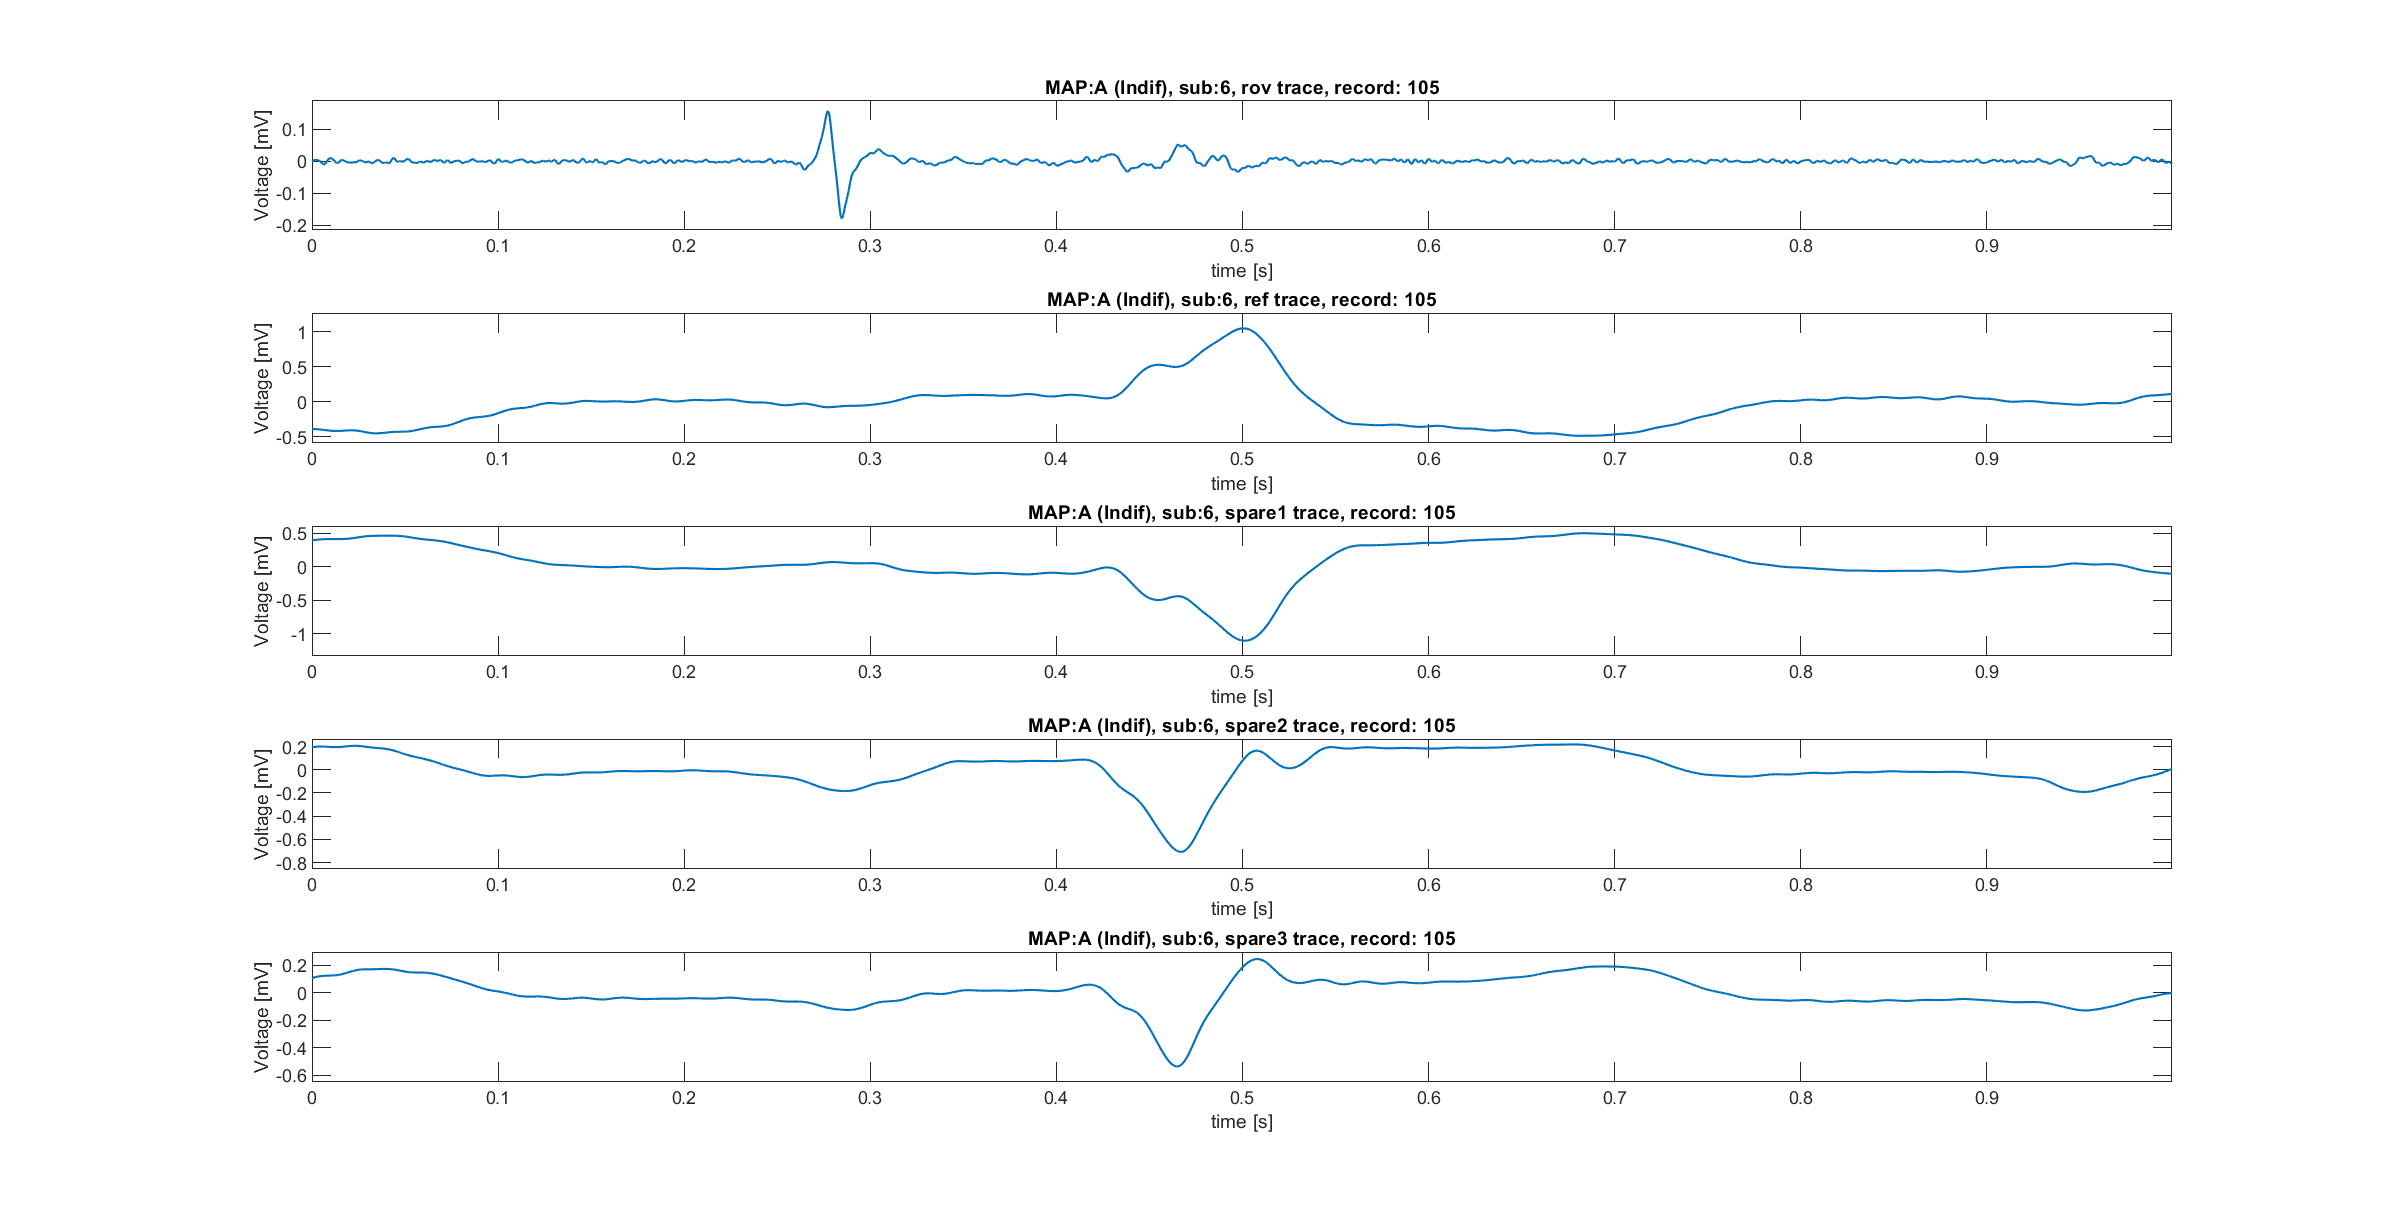 MAP:A (Indif), sub:6, rov trace, record: 105
Voltage [mV]
0.1
0
-0.1
-0.2
0 0.1 0.2 0.3 0.4 0.5 0.6 0.7 0.8 0.9
time [s]
MAP:A (Indif), sub:6, ref trace, record: 105
Voltage [mV]
1
0.5
0
-0.5
0 0.1 0.2 0.3 0.4 0.5 0.6 0.7 0.8 0.9
time [s]
MAP:A (Indif), sub:6, spare1 trace, record: 105
Voltage [mV]
0.5
0
-0.5
-1
0 0.1 0.2 0.3 0.4 0.5 0.6 0.7 0.8 0.9
time [s]
MAP:A (Indif), sub:6, spare2 trace, record: 105
Voltage [mV]
0.2
0
-0.2
-0.4
-0.6
-0.8
0 0.1 0.2 0.3 0.4 0.5 0.6 0.7 0.8 0.9
time [s]
MAP:A (Indif), sub:6, spare3 trace, record: 105
Voltage [mV]
0.2
0
-0.2
-0.4
-0.6
0 0.1 0.2 0.3 0.4 0.5 0.6 0.7 0.8 0.9
time [s]